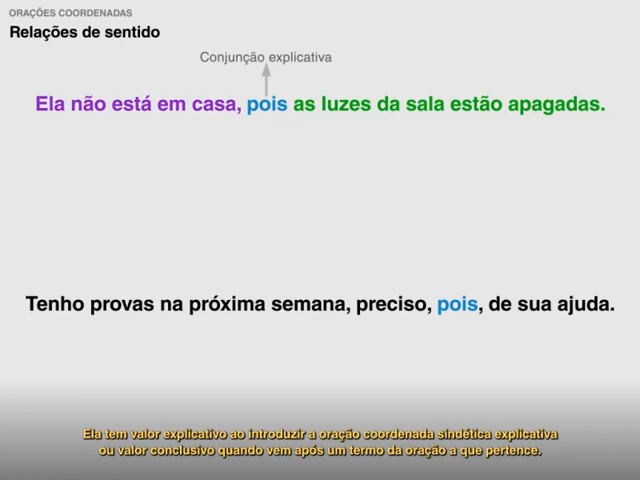 ORAÇÕES COORDENADAS
Relações de sentido
Conjunção explicativa
Ela não está em casa, pois as luzes da sala estão apagadas.
Tenho provas na próxima semana, preciso, pois, de sua ajuda.
Ela tem valor explicativo ao introduzir a oração coordenada sindética explicativa
ou valor conclusivo quando vem após um termo da oração a que pertence.